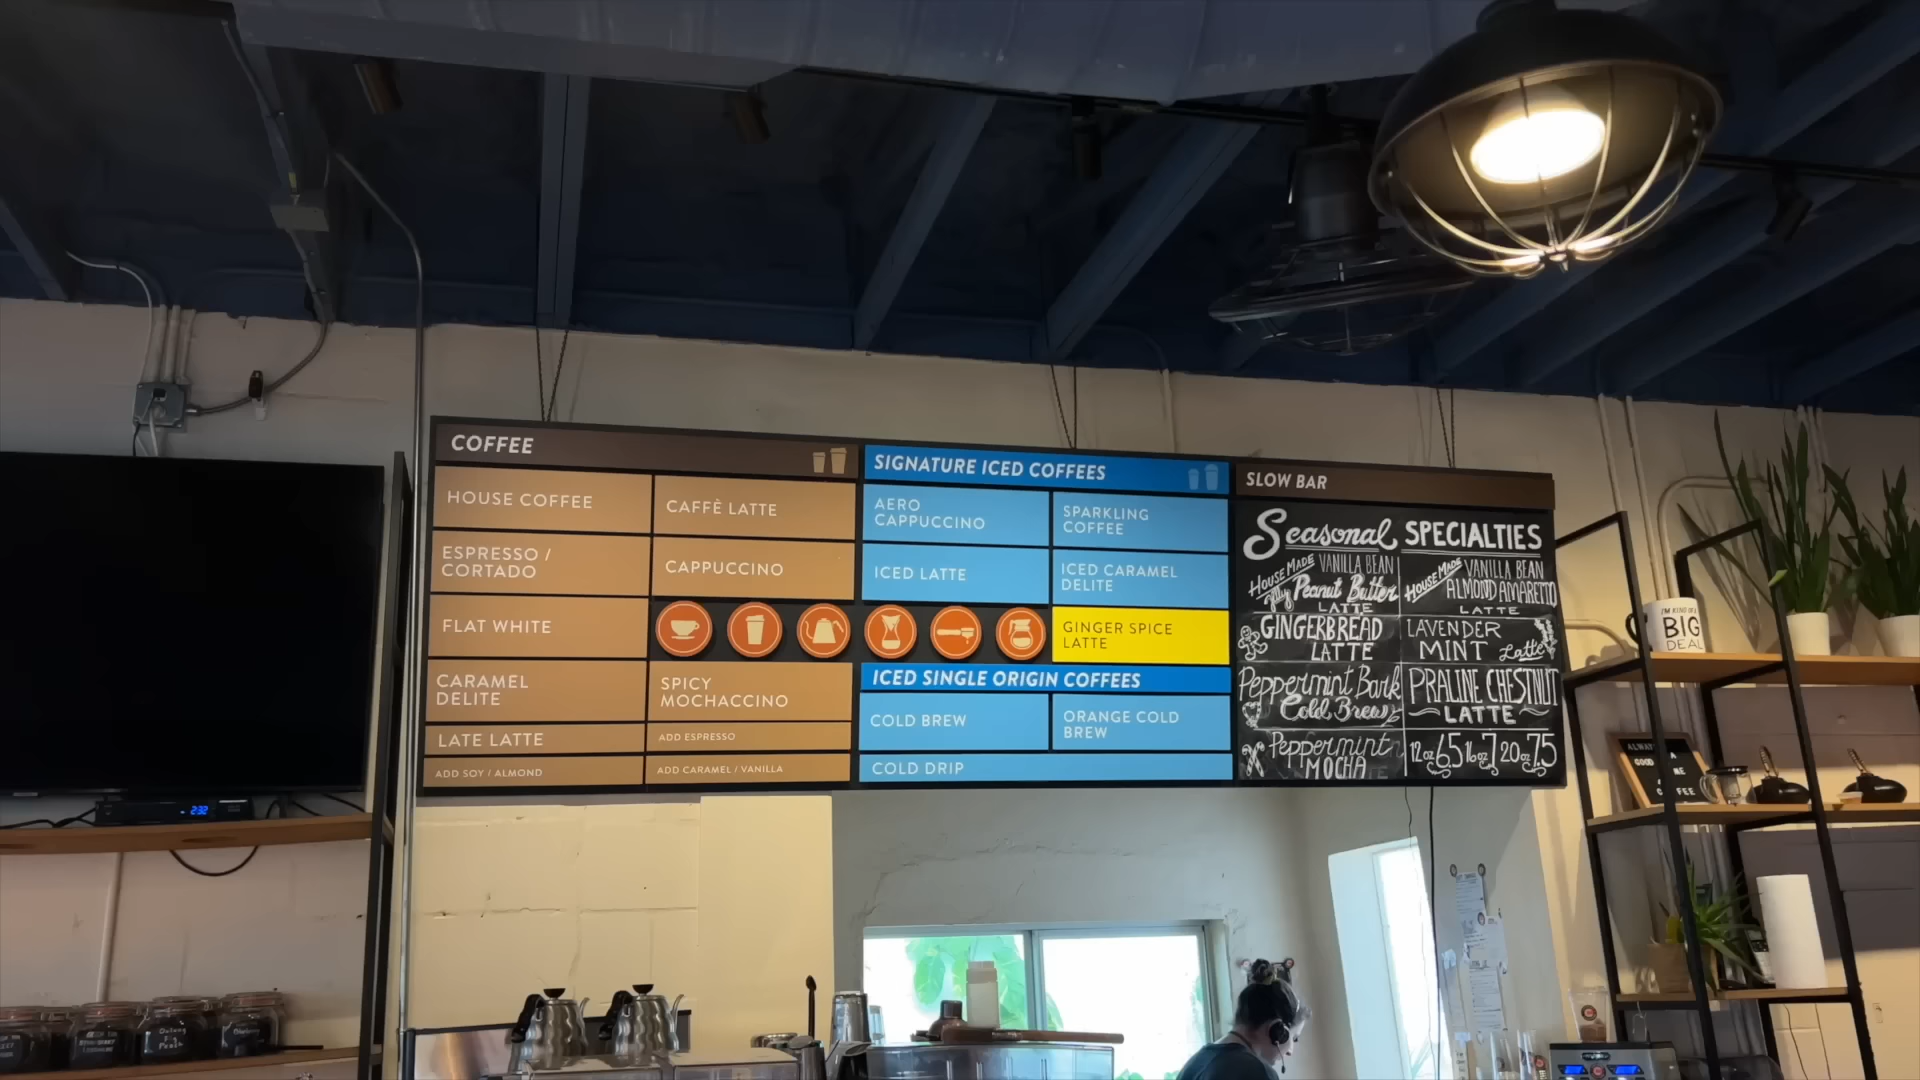 COFFEE
HOUSE COFFEE
CAFFÈ LATTE
ESPRESSO /
CORTADO
CAPPUCCINO
FLAT WHITE
CARAMEL
DELITE
SPICY
MOCHACCINO
LATE LATTE
ADD ESPRESSO
ADD SOY / ALMOND
ADD CARAMEL / VANILLA
SIGNATURE ICED COFFEES
AERO
CAPPUCCINO
SPARKLING
COFFEE
ICED LATTE
ICED CARAMEL
DELITE
GINGER SPICE
LATTE
ICED SINGLE ORIGIN COFFEES
COLD BREW
ORANGE COLD
BREW
COLD DRIP
SLOW BAR
Seasonal SPECIALTIES
HOUSE MADE VANILLA BEAN
Peanut Butter
LATTE
HOUSE MADE VANILLA BEAN
ALMOND AMARETTO
LATTE
GINGERBREAD
LATTE
LAVENDER
MINT Latte
Peppermint Bark
Cold Brew
PRALINE CHESTNUT
LATTE
Peppermint
MOCHA
12oz 6.5 16oz 7 20oz 7.5
I'M KIND OF A
BIG
DEAL
2:32